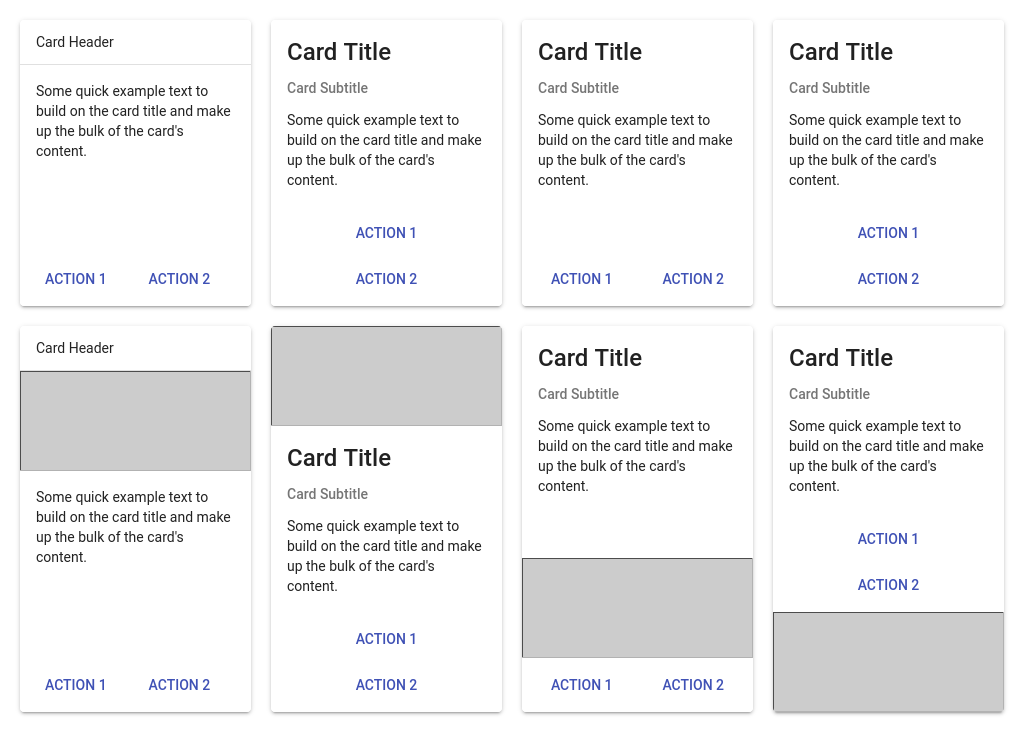 Card Header
Some quick example text to
build on the card title and make
up the bulk of the card's
content.
ACTION 1
ACTION 2
Card Title
Card Subtitle
Some quick example text to
build on the card title and make
up the bulk of the card's
content.
ACTION 1
ACTION 2
Card Title
Card Subtitle
Some quick example text to
build on the card title and make
up the bulk of the card's
content.
ACTION 1
ACTION 2
Card Title
Card Subtitle
Some quick example text to
build on the card title and make
up the bulk of the card's
content.
ACTION 1
ACTION 2
Card Header
Some quick example text to
build on the card title and make
up the bulk of the card's
content.
ACTION 1
ACTION 2
Card Title
Card Subtitle
Some quick example text to
build on the card title and make
up the bulk of the card's
content.
ACTION 1
ACTION 2
Card Title
Card Subtitle
Some quick example text to
build on the card title and make
up the bulk of the card's
content.
ACTION 1
ACTION 2
Card Title
Card Subtitle
Some quick example text to
build on the card title and make
up the bulk of the card's
content.
ACTION 1
ACTION 2